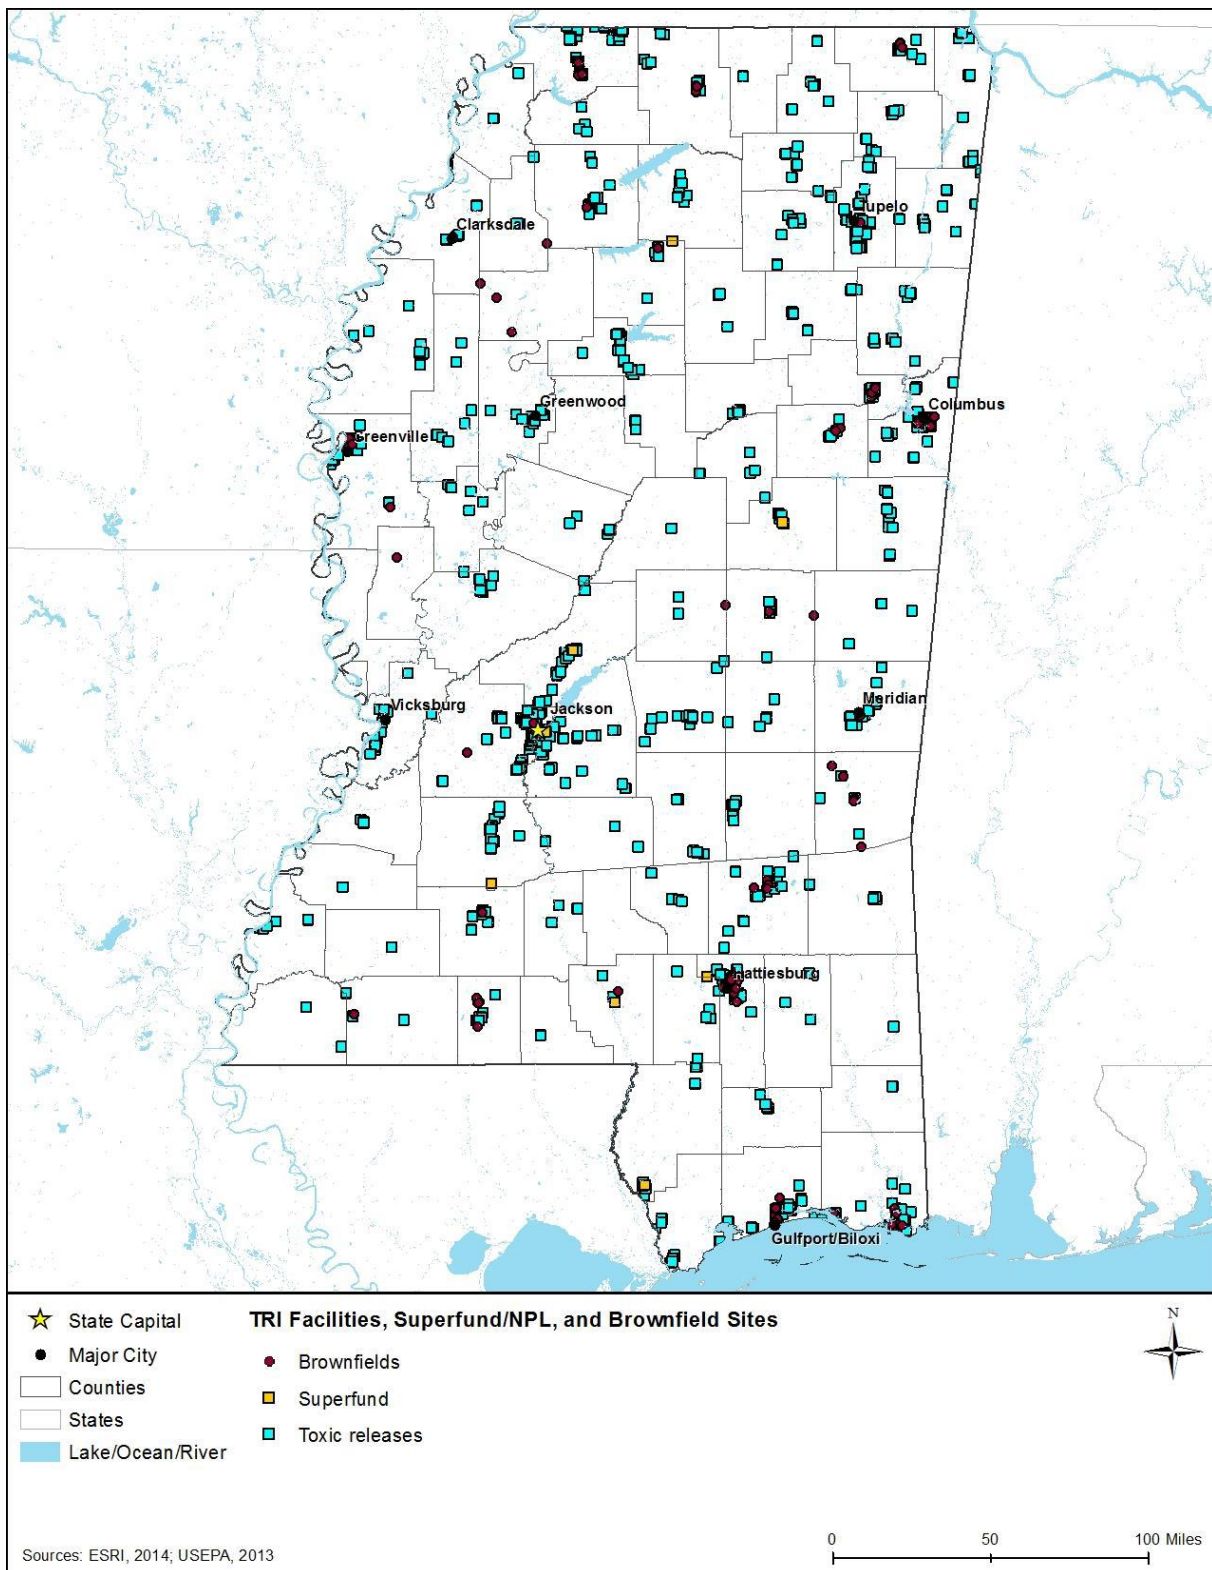 Tupelo
Clarksdale
Greenwood
Columbus
Greenville
Vicksburg
Jackson
Meridian
Hattiesburg
Gulfport/Biloxi
State Capital
Major City
Counties
States
Lake/Ocean/River
TRI Facilities, Superfund/NPL, and Brownfield Sites
Brownfields
Superfund
Toxic releases
N
Sources: ESRI, 2014; USEPA, 2013
0 50 100 Miles